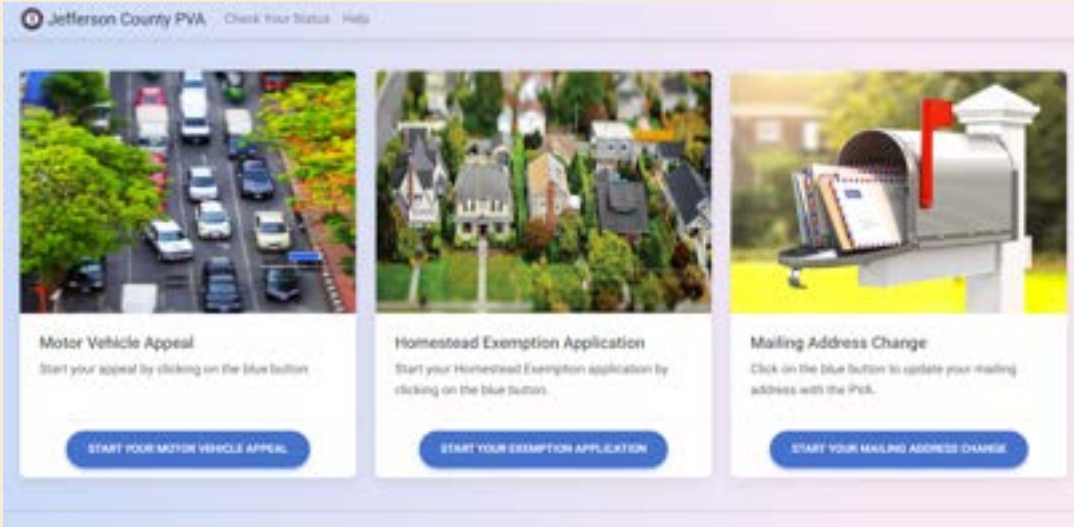 Jefferson County PVA Check Your Status Help
Motor Vehicle Appeal
Start your appeal by clicking on the blue button.
START YOUR MOTOR VEHICLE APPEAL
Homestead Exemption Application
Start your Homestead Exemption application by
clicking on the blue button.
START YOUR EXEMPTION APPLICATION
Mailing Address Change
Click on the blue button to update your mailing
address with the PVA.
START YOUR MAILING ADDRESS CHANGE